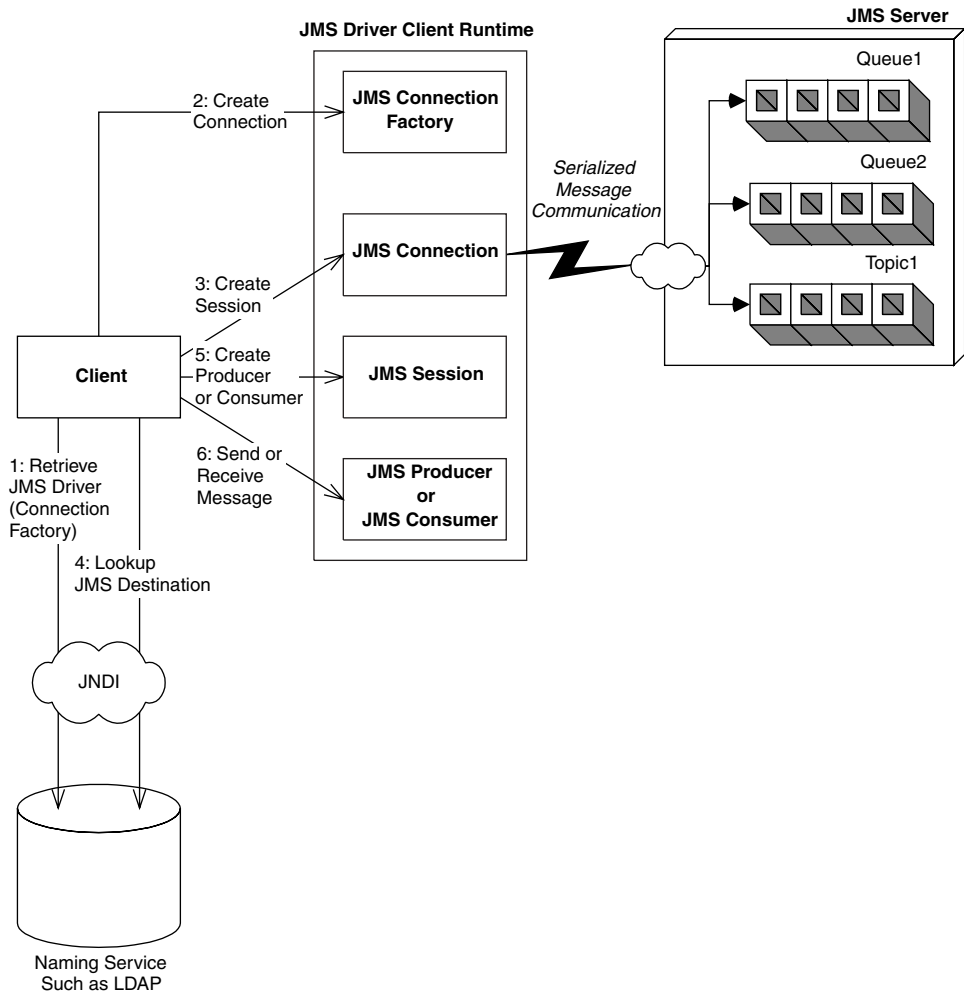 JMS Server
JMS Driver Client Runtime
Queue1
2: Create
Connection
JMS Connection
Factory
Queue2
Serialized
Message
Communication
JMS Connection
Topic1
3: Create
Session
Client
5: Create
Producer
or Consumer
JMS Session
6: Send or
Receive
Message
JMS Producer
or
JMS Consumer
1: Retrieve
JMS Driver
(Connection
Factory)
4: Lookup
JMS Destination
JNDI
Naming Service
Such as LDAP